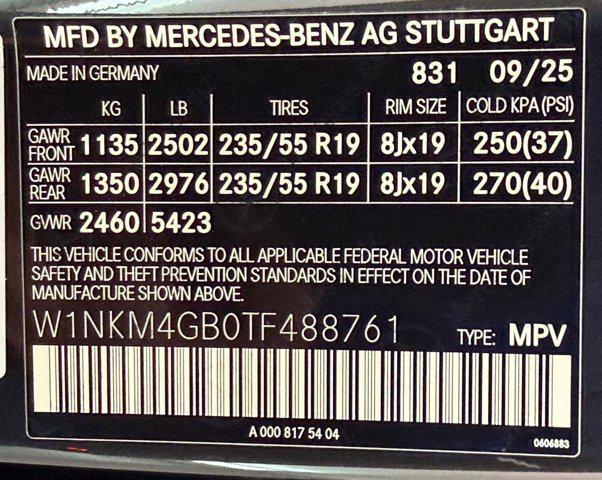 MFD BY MERCEDES-BENZ AG STUTTGART
MADE IN GERMANY 831 09/25
KG LB TIRES RIM SIZE COLD KPA (PSI)
GAWR FRONT 1135 2502 235/55 R19 8Jx19 250(37)
GAWR REAR 1350 2976 235/55 R19 8Jx19 270(40)
GVWR 2460 5423
THIS VEHICLE CONFORMS TO ALL APPLICABLE FEDERAL MOTOR VEHICLE
SAFETY AND THEFT PREVENTION STANDARDS IN EFFECT ON THE DATE OF
MANUFACTURE SHOWN ABOVE.
W1NKM4GB0TF488761 TYPE: MPV
A 000 817 54 04
0606883